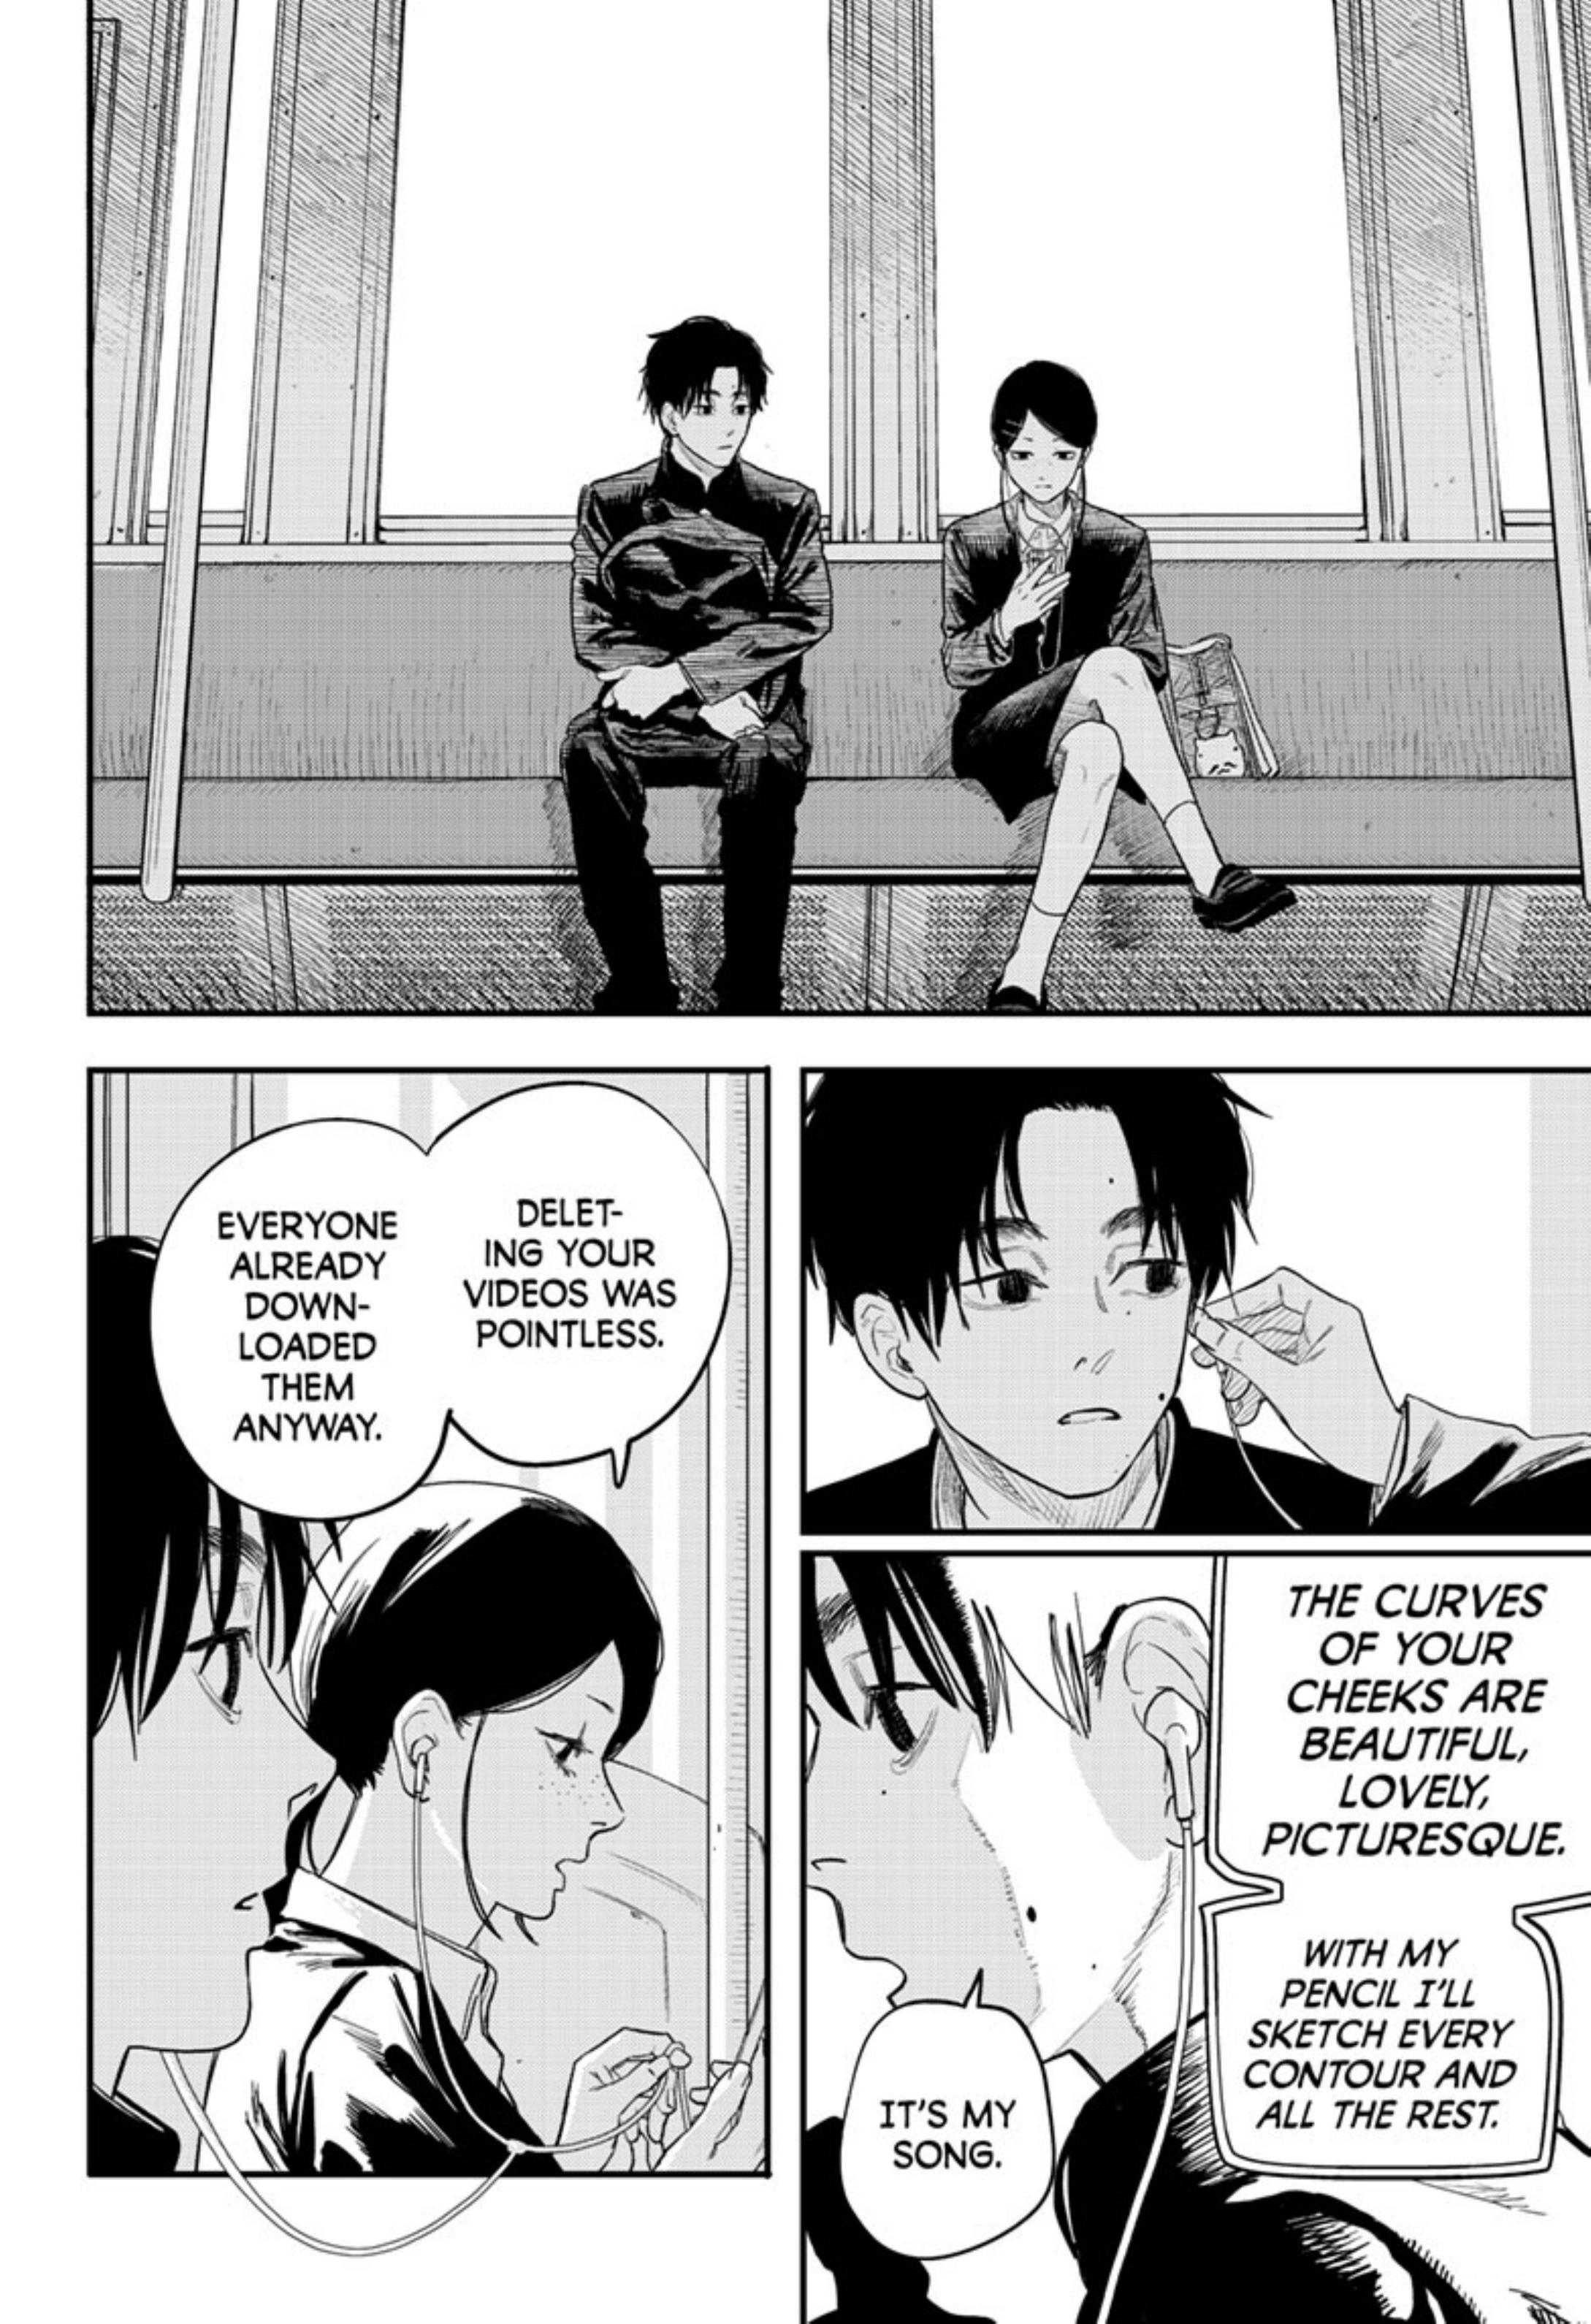 THE CURVES
OF YOUR
CHEEKS ARE
BEAUTIFUL,
LOVELY,
PICTURESQUE.
WITH MY
PENCIL I'LL
SKETCH EVERY
CONTOUR AND
ALL THE REST.
IT'S MY
SONG.
DELET-
ING YOUR
VIDEOS WAS
POINTLESS.
EVERYONE
ALREADY
DOWN-
LOADED
THEM
ANYWAY.